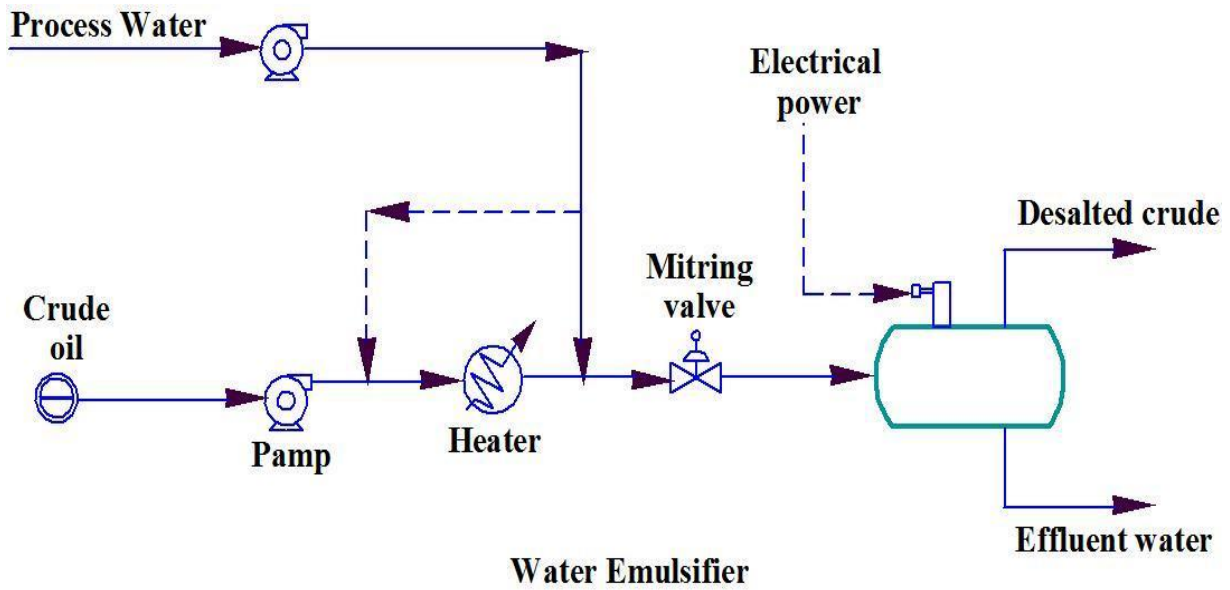 Process Water
Electrical
power
Desalted crude
Mitring
valve
Crude
oil
Pamp
Heater
Effluent water
Water Emulsifier